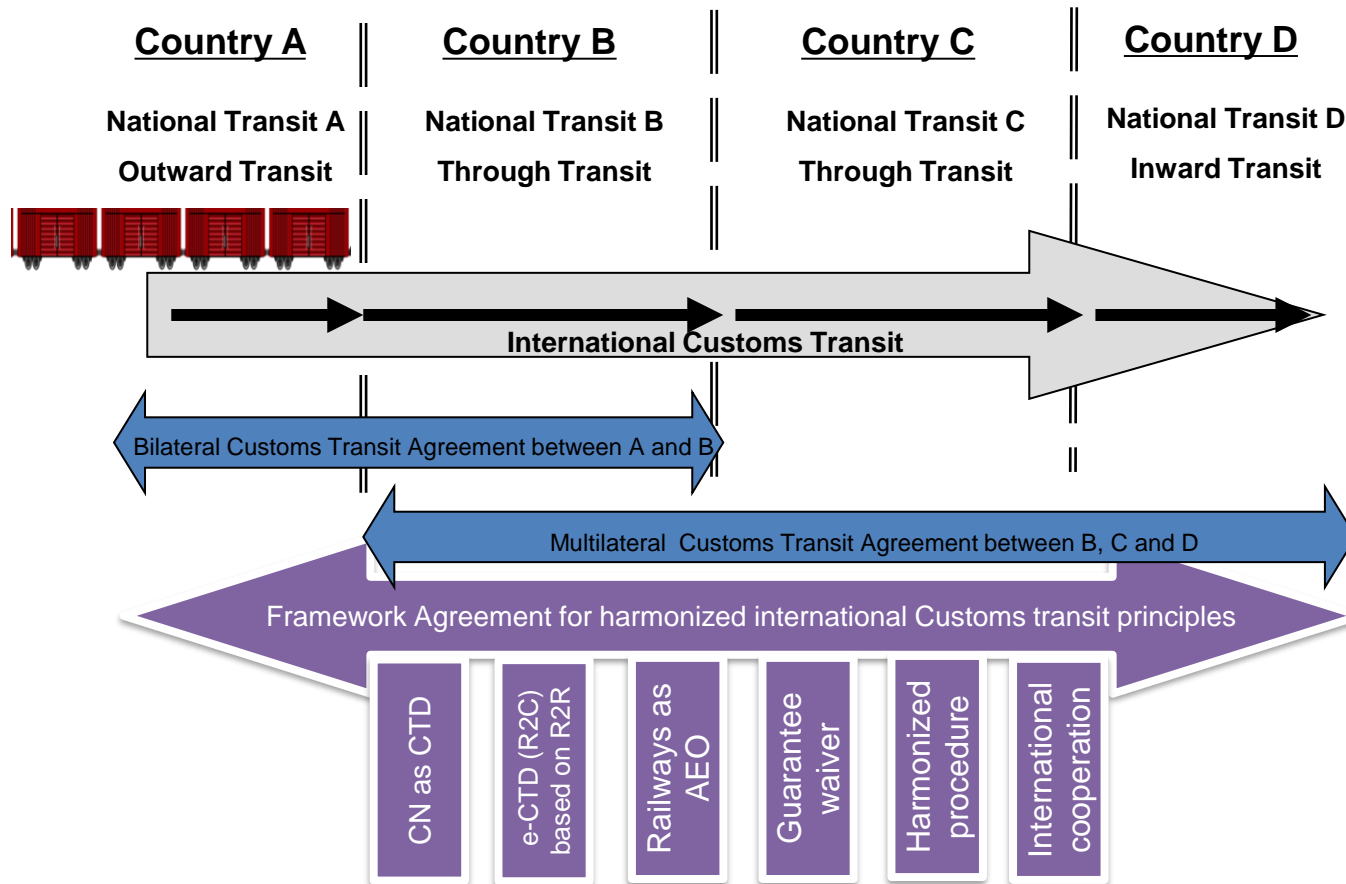 Country A
Country B
Country C
Country D
National Transit A
National Transit B
National Transit C
National Transit D
Outward Transit
Through Transit
Through Transit
Inward Transit
International Customs Transit
Bilateral Customs Transit Agreement between A and B
Multilateral Customs Transit Agreement between B, C and D
Framework Agreement for harmonized international Customs transit principles
CN as CTD
e-CTD (R2C)
based on R2R
Railways as
AEO
Guarantee
waiver
Harmonized
procedure
International
cooperation